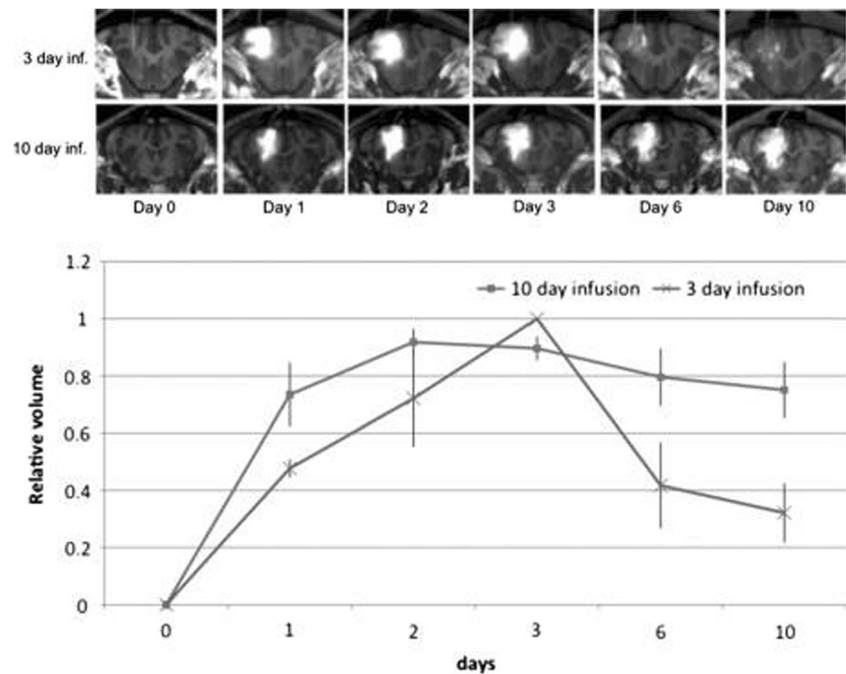 3 day inf.
10 day inf.
Day 0 Day 1 Day 2 Day 3 Day 6 Day 10
1.2
10 day infusion 3 day infusion
1
0.8
0.6
0.4
0.2
0
Relative volume
0 1 2 3 6 10
days